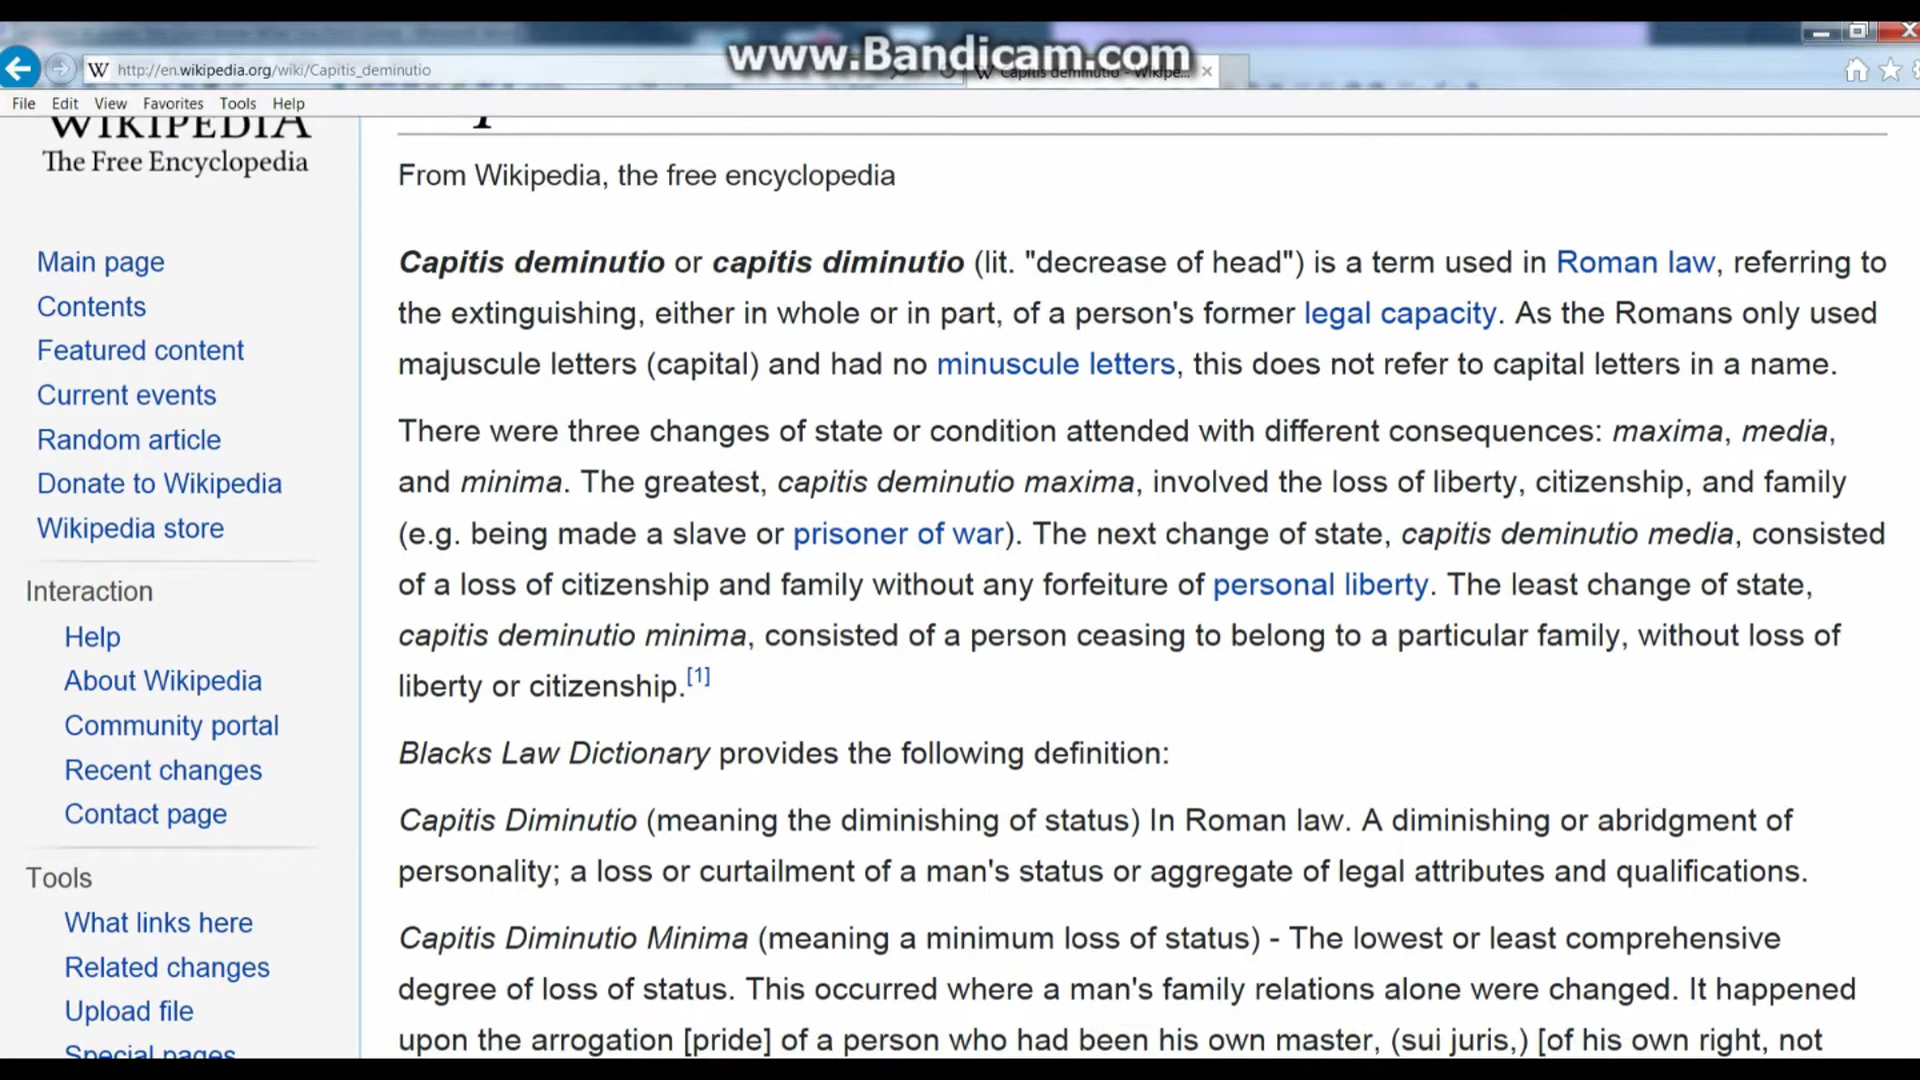 www.Bandicam.com
http://en.wikipedia.org/wiki/Capitis_deminutio
Capitis deminutio - Wikipe...
File Edit View Favorites Tools Help
WIKIPEDIA
The Free Encyclopedia
Main page
Contents
Featured content
Current events
Random article
Donate to Wikipedia
Wikipedia store
Interaction
Help
About Wikipedia
Community portal
Recent changes
Contact page
Tools
What links here
Related changes
Upload file
Special pages
From Wikipedia, the free encyclopedia
Capitis deminutio or capitis diminutio (lit. "decrease of head") is a term used in Roman law, referring to
the extinguishing, either in whole or in part, of a person's former legal capacity. As the Romans only used
majuscule letters (capital) and had no minuscule letters, this does not refer to capital letters in a name.
There were three changes of state or condition attended with different consequences: maxima, media,
and minima. The greatest, capitis deminutio maxima, involved the loss of liberty, citizenship, and family
(e.g. being made a slave or prisoner of war). The next change of state, capitis deminutio media, consisted
of a loss of citizenship and family without any forfeiture of personal liberty. The least change of state,
capitis deminutio minima, consisted of a person ceasing to belong to a particular family, without loss of
liberty or citizenship.[1]
Blacks Law Dictionary provides the following definition:
Capitis Diminutio (meaning the diminishing of status) In Roman law. A diminishing or abridgment of
personality; a loss or curtailment of a man's status or aggregate of legal attributes and qualifications.
Capitis Diminutio Minima (meaning a minimum loss of status) - The lowest or least comprehensive
degree of loss of status. This occurred where a man's family relations alone were changed. It happened
upon the arrogation [pride] of a person who had been his own master, (sui juris,) [of his own right, not